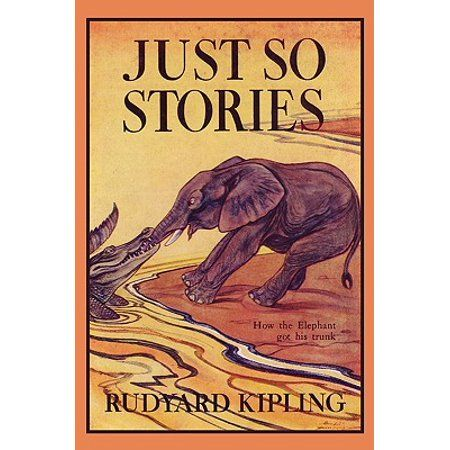 JUST SO
STORIES
How the Elephant
got his trunk
RUDYARD KIPLING